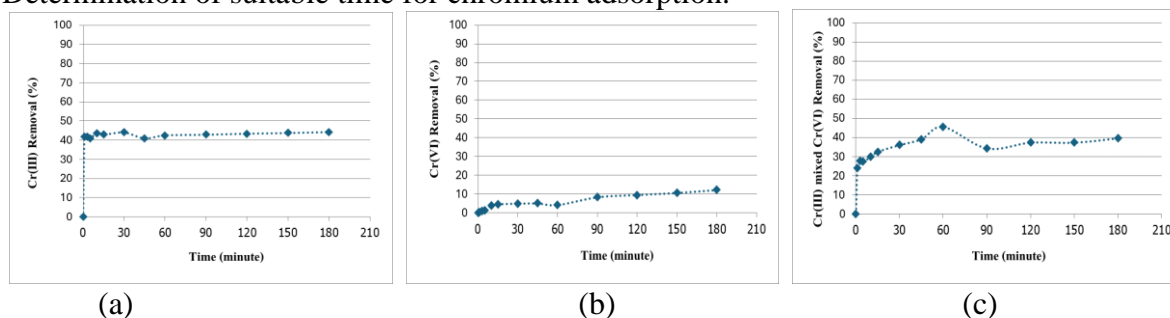 Determination of suitable time for chromium adsorption.
100
90
80
70
60
50
40
30
20
10
0
Cr(III) Removal (%)
0 30 60 90 120 150 180 210
Time (minute)
(a)
100
90
80
70
60
50
40
30
20
10
0
Cr(VI) Removal (%)
0 30 60 90 120 150 180 210
Time (minute)
(b)
100
90
80
70
60
50
40
30
20
10
0
Cr(III) mixed Cr(VI) Removal (%)
0 30 60 90 120 150 180 210
Time (minute)
(c)